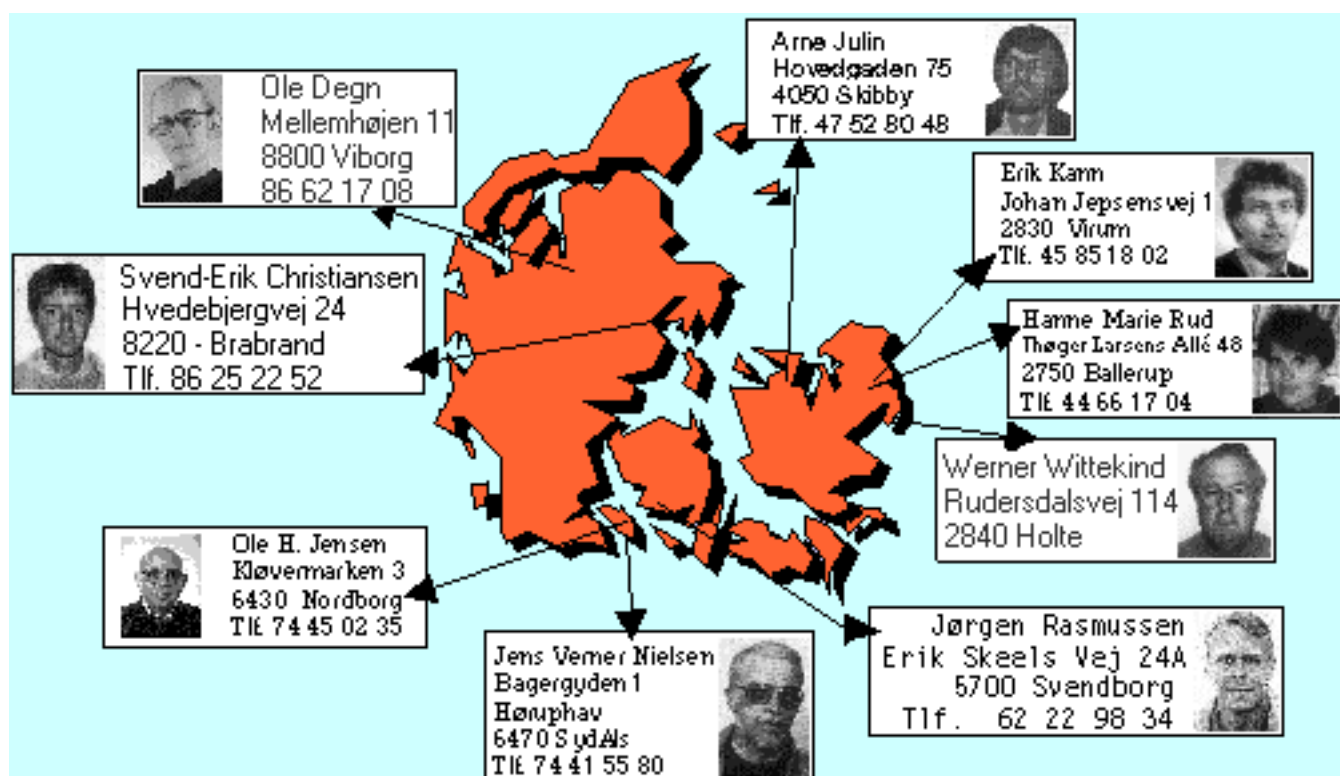 Arne Julin
Hovedgaden 75
4050 Skibby
Tlf. 47 52 80 48
Ole Degn
Mellemhøjen 11
8800 Viborg
86 62 17 08
Erik Kann
Johan Jepsensvej 1
2830 Virum
Tlf. 45 85 18 02
Svend-Erik Christiansen
Hvedebjergvej 24
8220 - Brabrand
Tlf. 86 25 22 52
Hanne Marie Rud
Thøger Larsens Allé 48
2750 Ballerup
Tlf. 44 66 17 04
Werner Wittekind
Rudersdalsvej 114
2840 Holte
Ole H. Jensen
Kløvermarken 3
6430 Nordborg
Tlf. 74 45 02 35
Jørgen Rasmussen
Erik Skeels Vej 24A
5700 Svendborg
Tlf. 62 22 98 34
Jens Verner Nielsen
Bagergyden 1
Høruphav
6470 SydAls
Tlf. 74 41 55 80